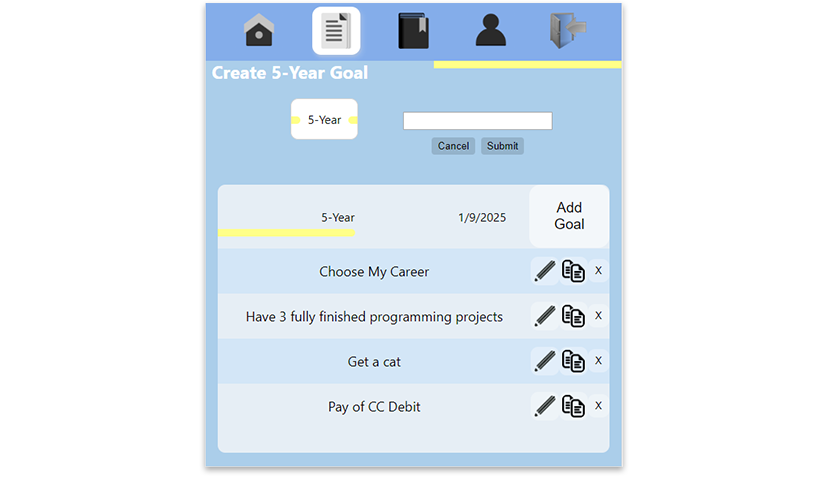 Create 5-Year Goal
5-Year
Cancel Submit
5-Year 1/9/2025 Add
Goal
Choose My Career X
Have 3 fully finished programming projects X
Get a cat X
Pay of CC Debit X